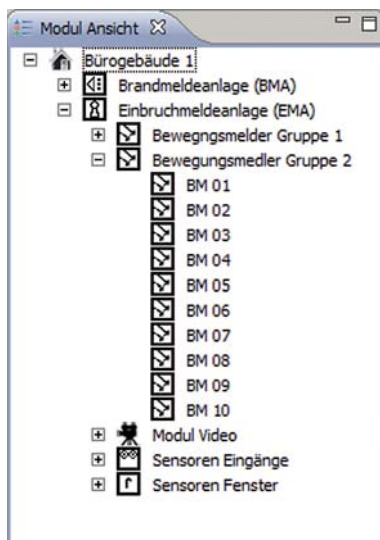 Modul Ansicht
Bürogebäude 1
Brandmeldeanlage (BMA)
Einbruchmeldeanlage (EMA)
Bewegngsmelder Gruppe 1
Bewegungsmedler Gruppe 2
BM 01
BM 02
BM 03
BM 04
BM 05
BM 06
BM 07
BM 08
BM 09
BM 10
Modul Video
Sensoren Eingänge
Sensoren Fenster